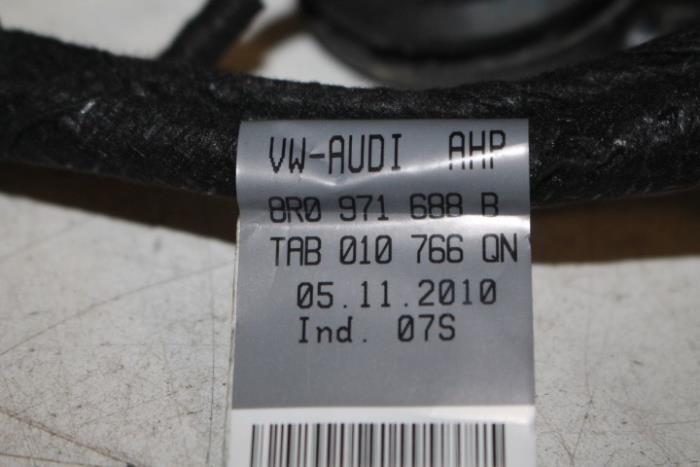 VW-AUDI AHP
8R0 971 688 B
TAB 010 766 QN
05.11.2010
Ind. 07S